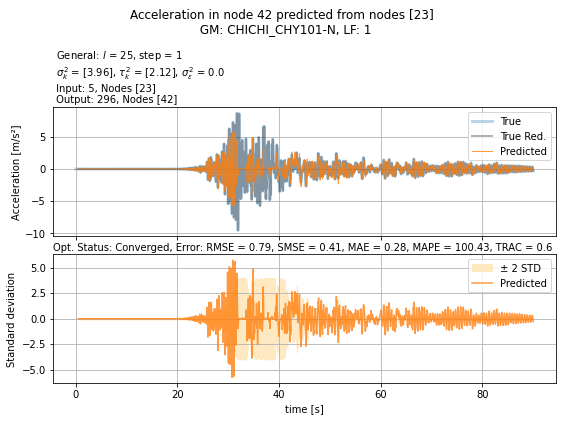 Acceleration in node 42 predicted from nodes [23]
GM: CHICHI_CHY101-N, LF: 1
General: l = 25, step = 1
σ²ₖ = [3.96], τ²ₖ = [2.12], σ²ε = 0.0
Input: 5, Nodes [23]
Output: 296, Nodes [42]
Acceleration [m/s²]
5
0
−5
−10
True
True Red.
Predicted
Opt. Status: Converged, Error: RMSE = 0.79, SMSE = 0.41, MAE = 0.28, MAPE = 100.43, TRAC = 0.6
Standard deviation
5.0
2.5
0.0
−2.5
−5.0
± 2 STD
Predicted
0 20 40 60 80
time [s]